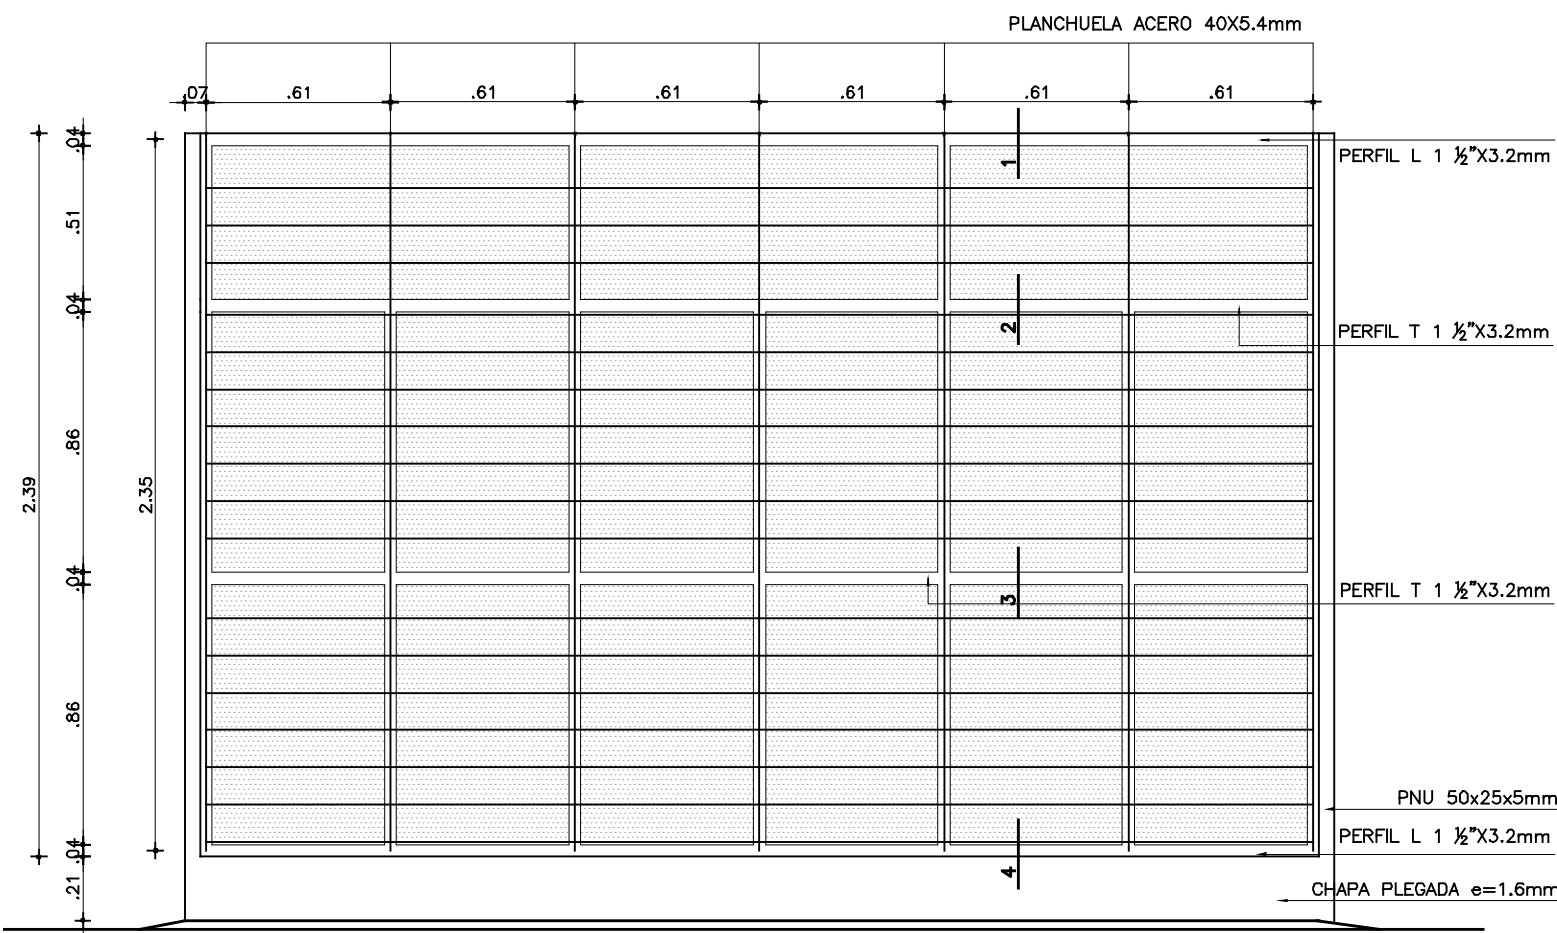 PLANCHUELA ACERO 40X5.4mm
.07 .61 .61 .61 .61 .61 .61
.04
1
PERFIL L 1 ½"X3.2mm
.51
.04
2
PERFIL T 1 ½"X3.2mm
.86
2.39
2.35
.04
3
PERFIL T 1 ½"X3.2mm
.86
PNU 50x25x5mm
PERFIL L 1 ½"X3.2mm
.04
4
.21
CHAPA PLEGADA e=1.6mm